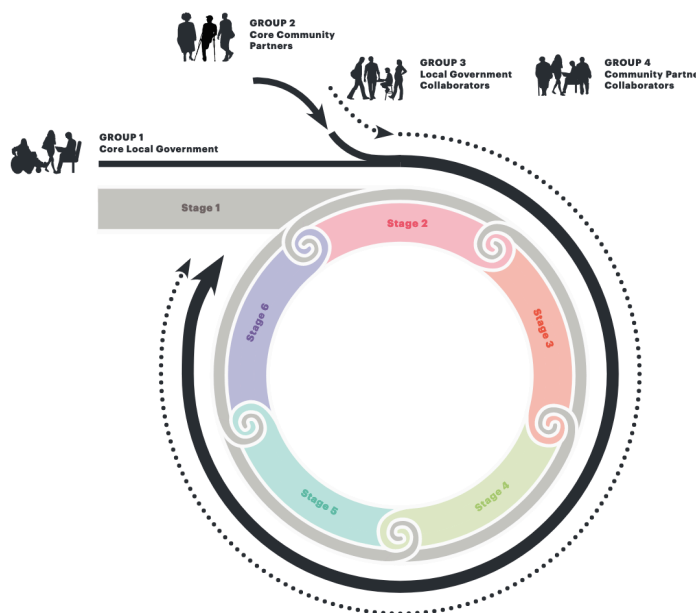 GROUP 2
Core Community
Partners
GROUP 3
Local Government
Collaborators
GROUP 4
Community Partne
Collaborators
GROUP 1
Core Local Government
Stage 1
Stage 2
Stage 3
Stage 4
Stage 5
Stage 6